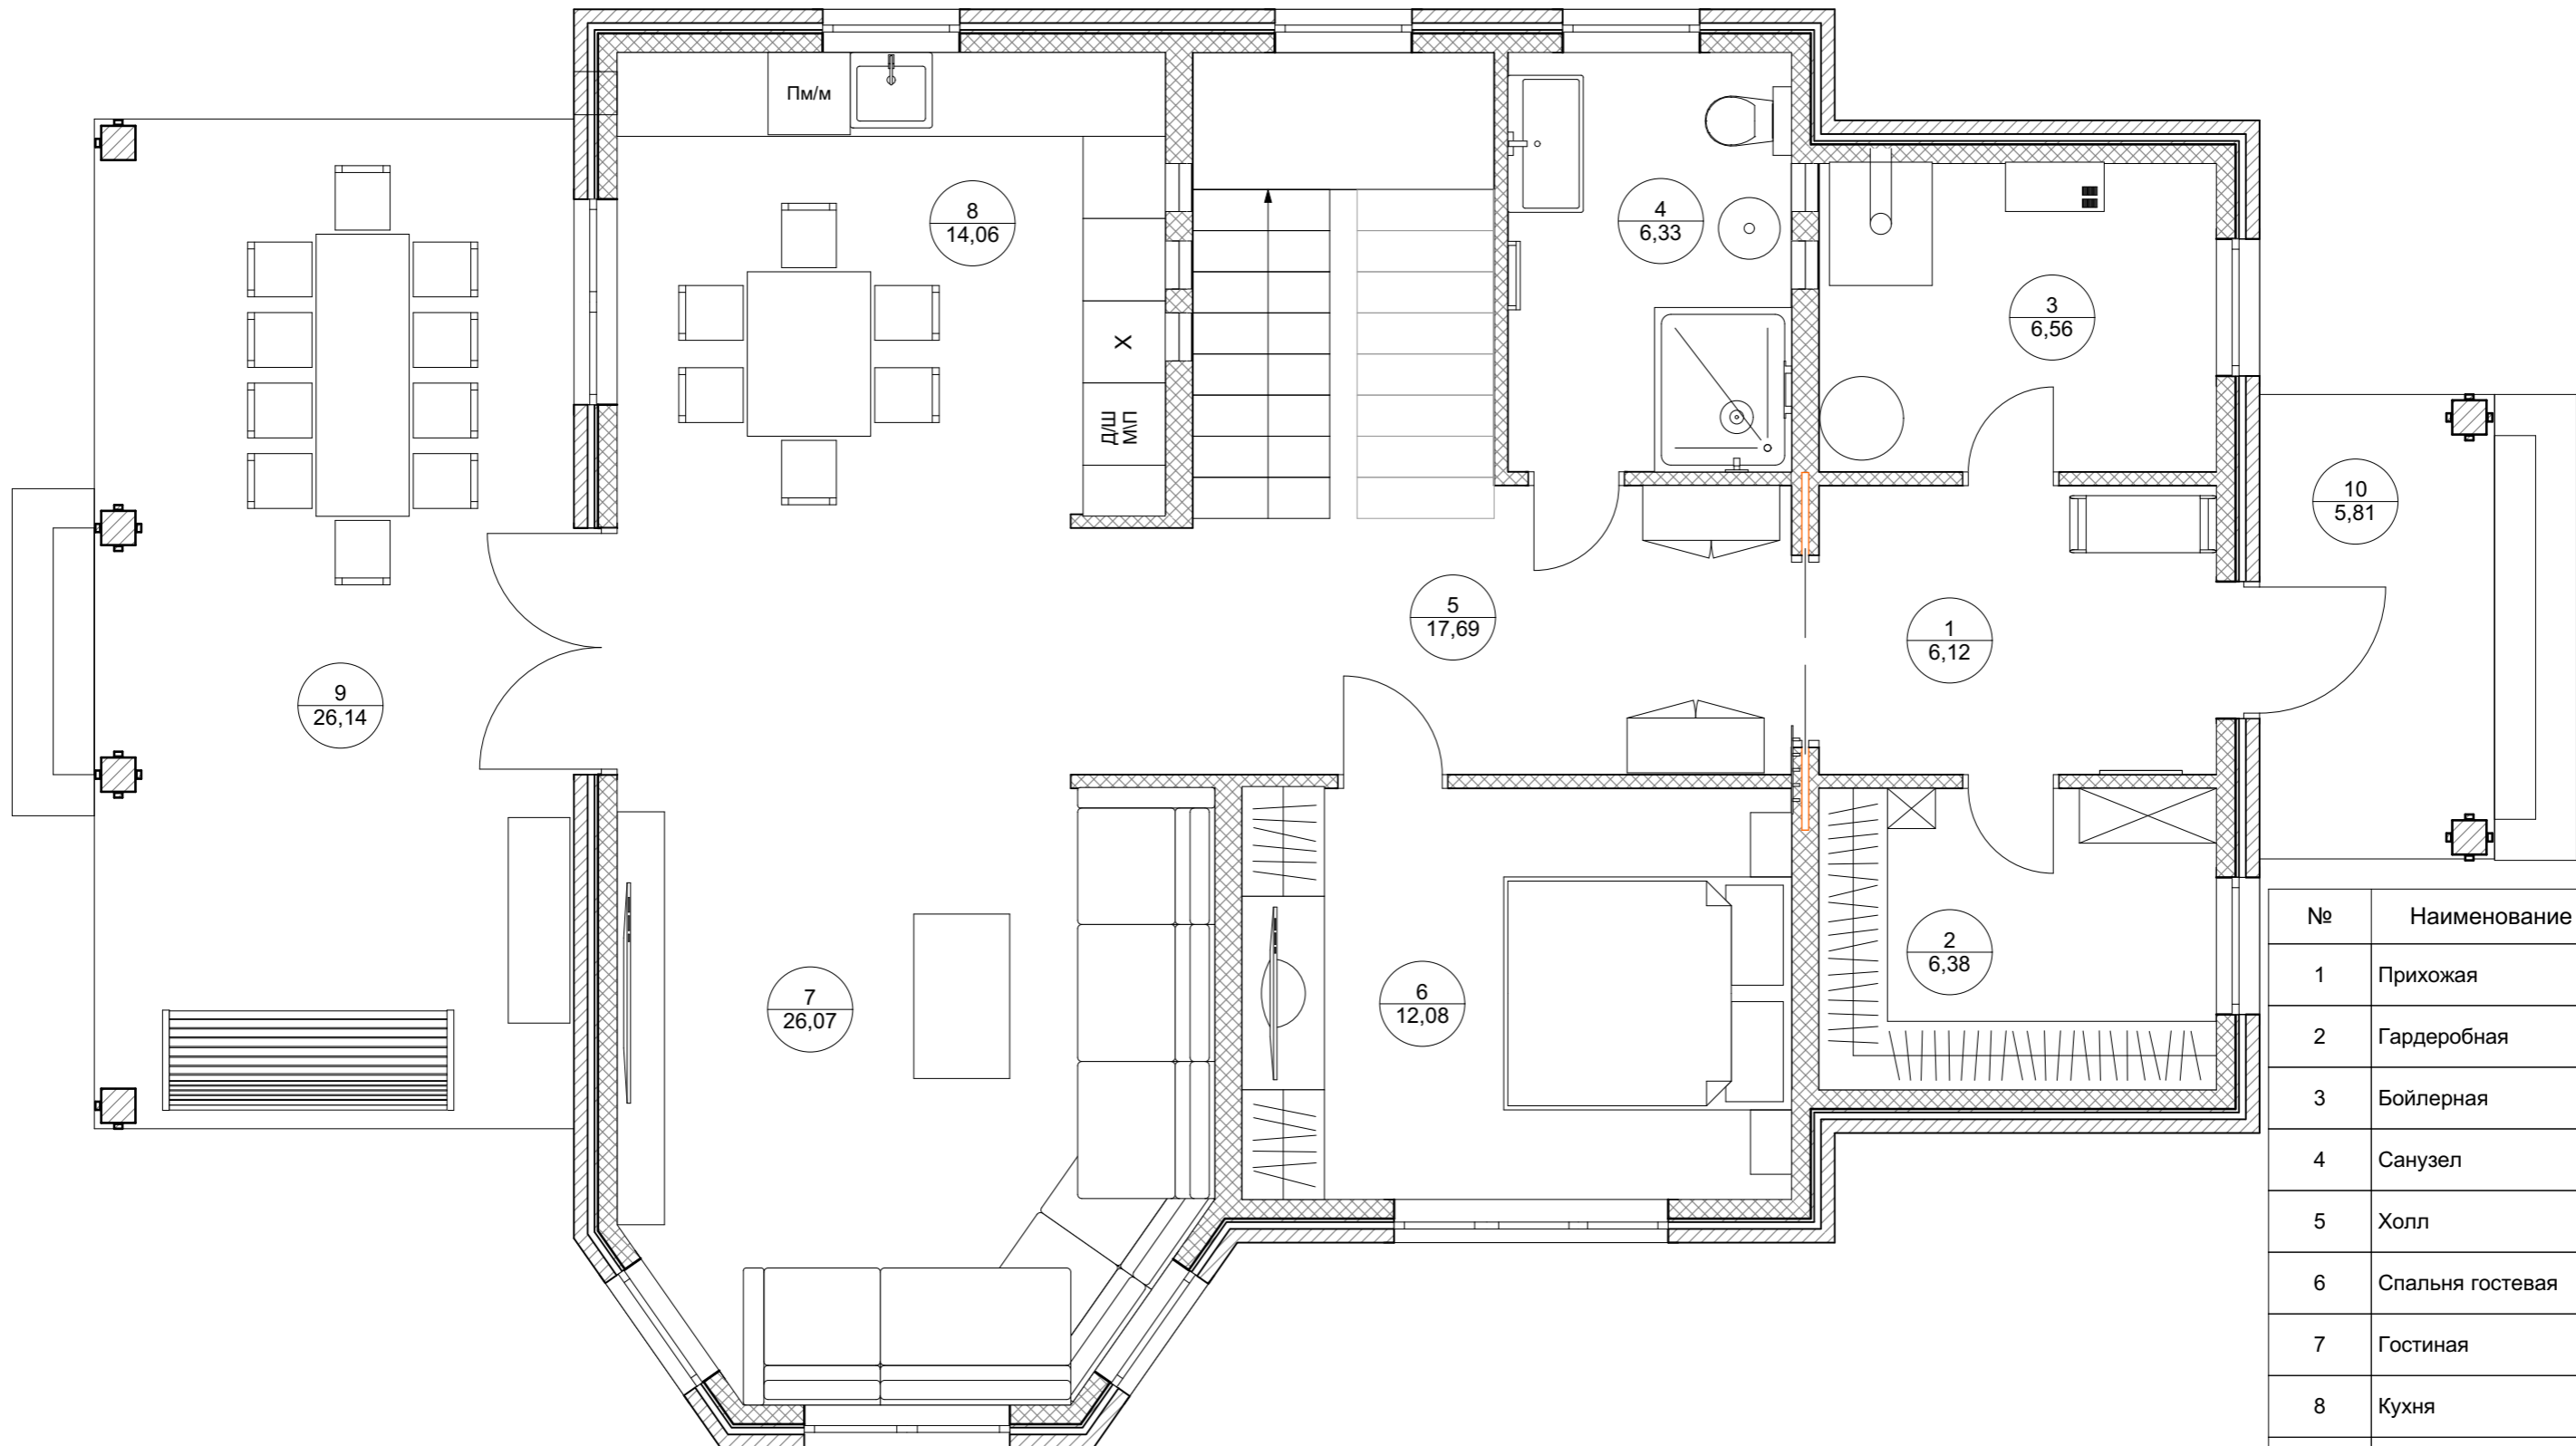 Пм/м
8
14,06
4
6,33
3
6,56
Х
Д/Ш
М\П
10
5,81
5
17,69
1
6,12
9
26,14
7
26,07
6
12,08
2
6,38
№ Наименование
1 Прихожая
2 Гардеробная
3 Бойлерная
4 Санузел
5 Холл
6 Спальня гостевая
7 Гостиная
8 Кухня